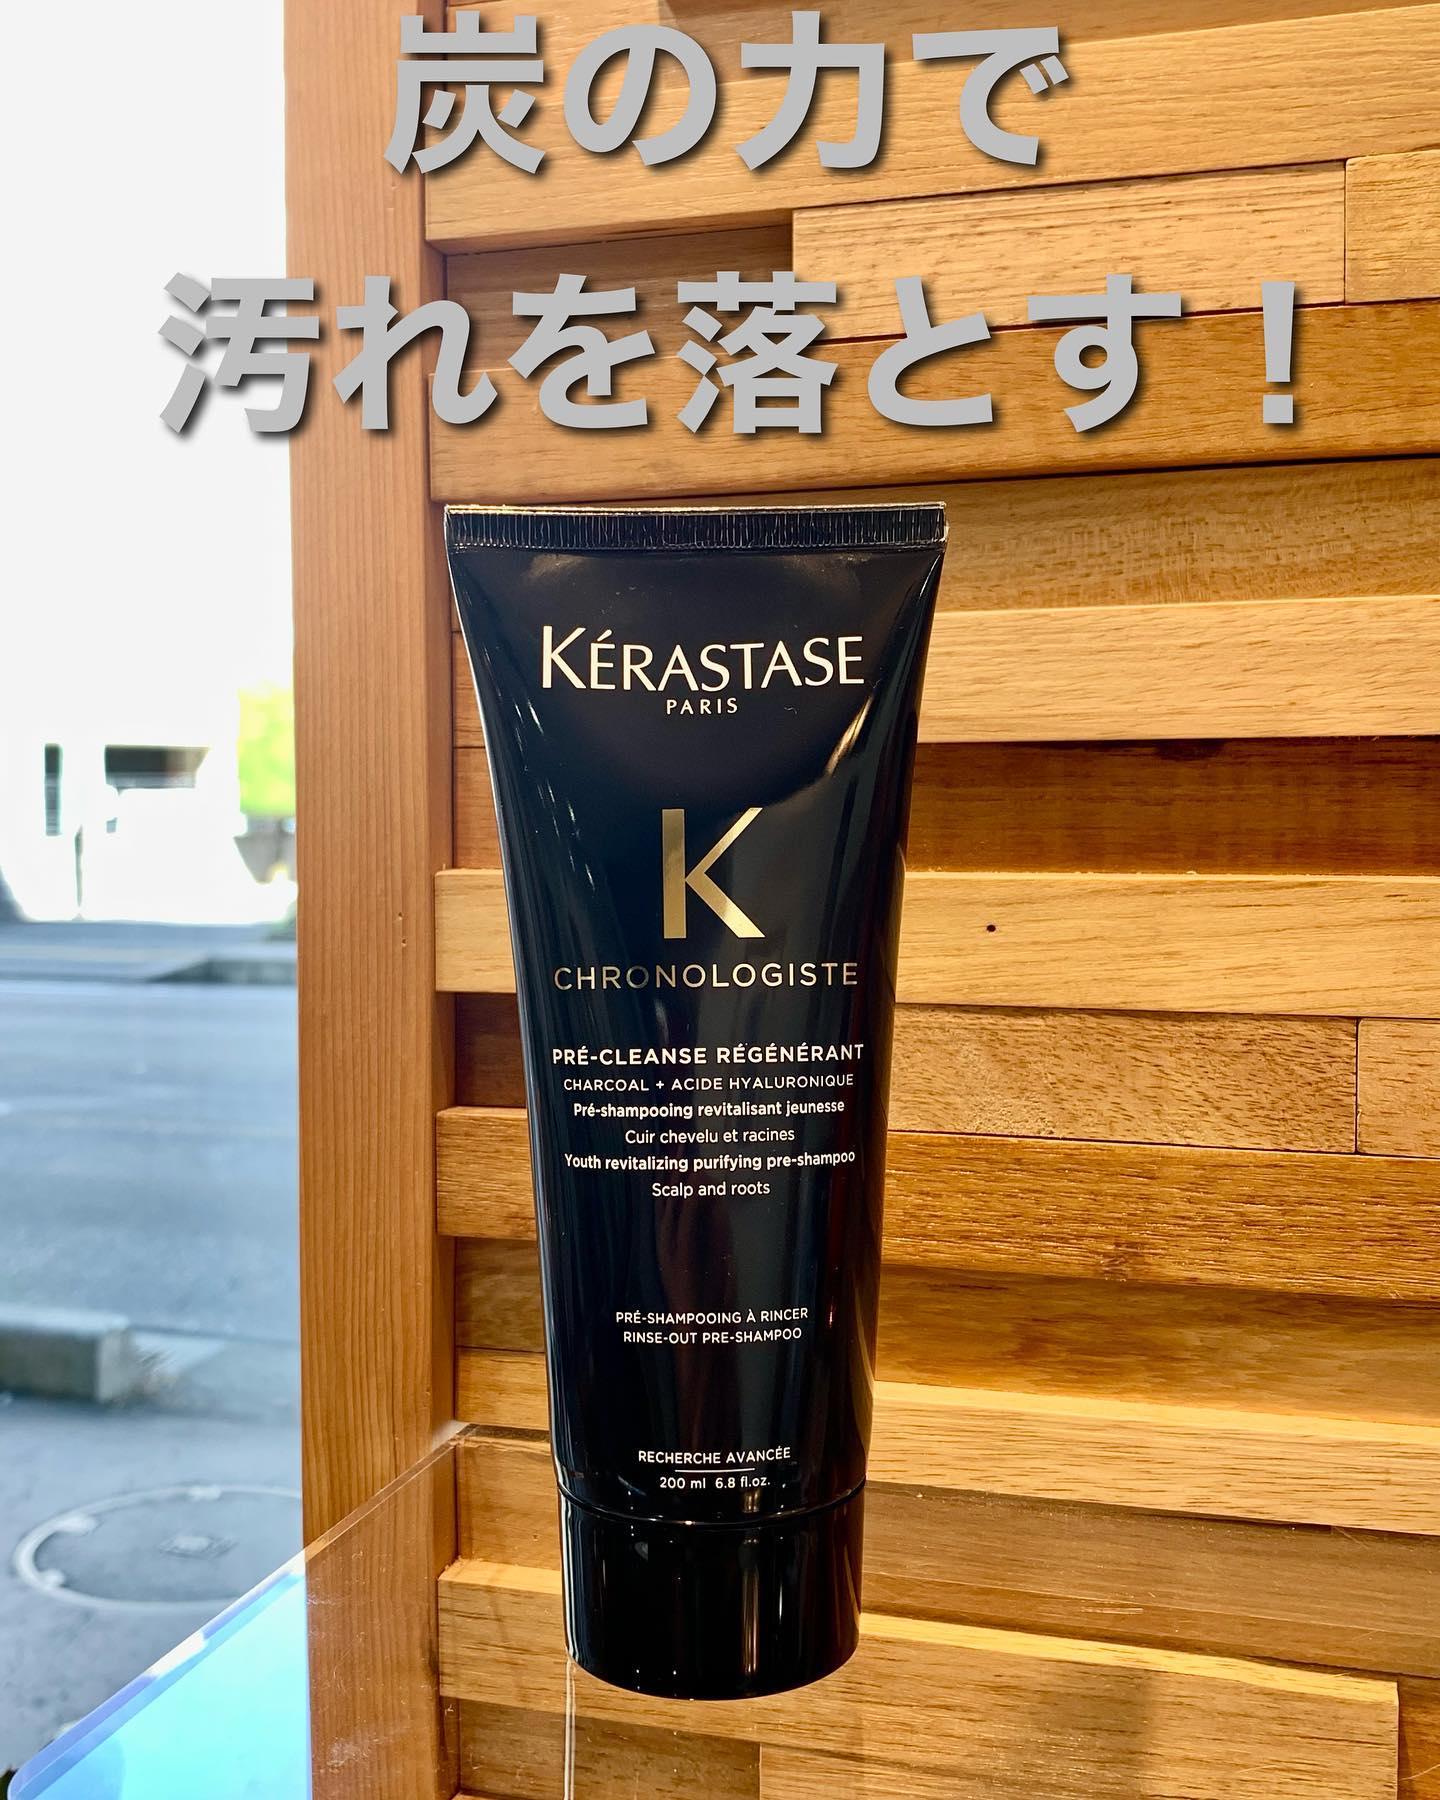 炭の力で
汚れを落とす！
KÉRASTASE
PARIS
K
CHRONOLOGISTE
PRÉ-CLEANSE RÉGÉNÉRANT
CHARCOAL + ACIDE HYALURONIQUE
Pré-shampooing revitalisant jeunesse
Cuir chevelu et racines
Youth revitalizing purifying pre-shampoo
Scalp and roots
PRÉ-SHAMPOOING À RINCER
RINSE-OUT PRE-SHAMPOO
RECHERCHE AVANCÉE
200 ml 6.8 fl.oz.